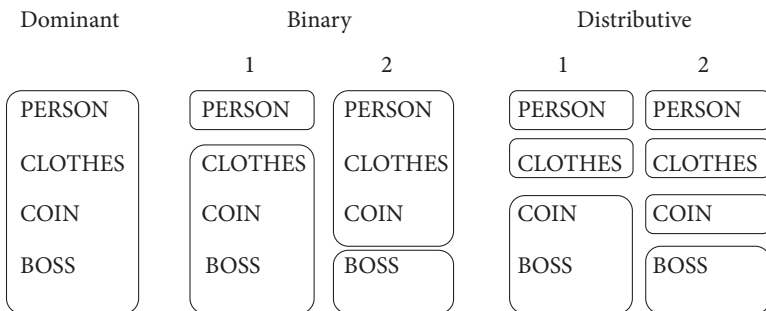 Dominant Binary Distributive
1 2 1 2
PERSON PERSON PERSON PERSON PERSON
CLOTHES CLOTHES CLOTHES CLOTHES CLOTHES
COIN COIN COIN COIN COIN
BOSS BOSS BOSS BOSS BOSS